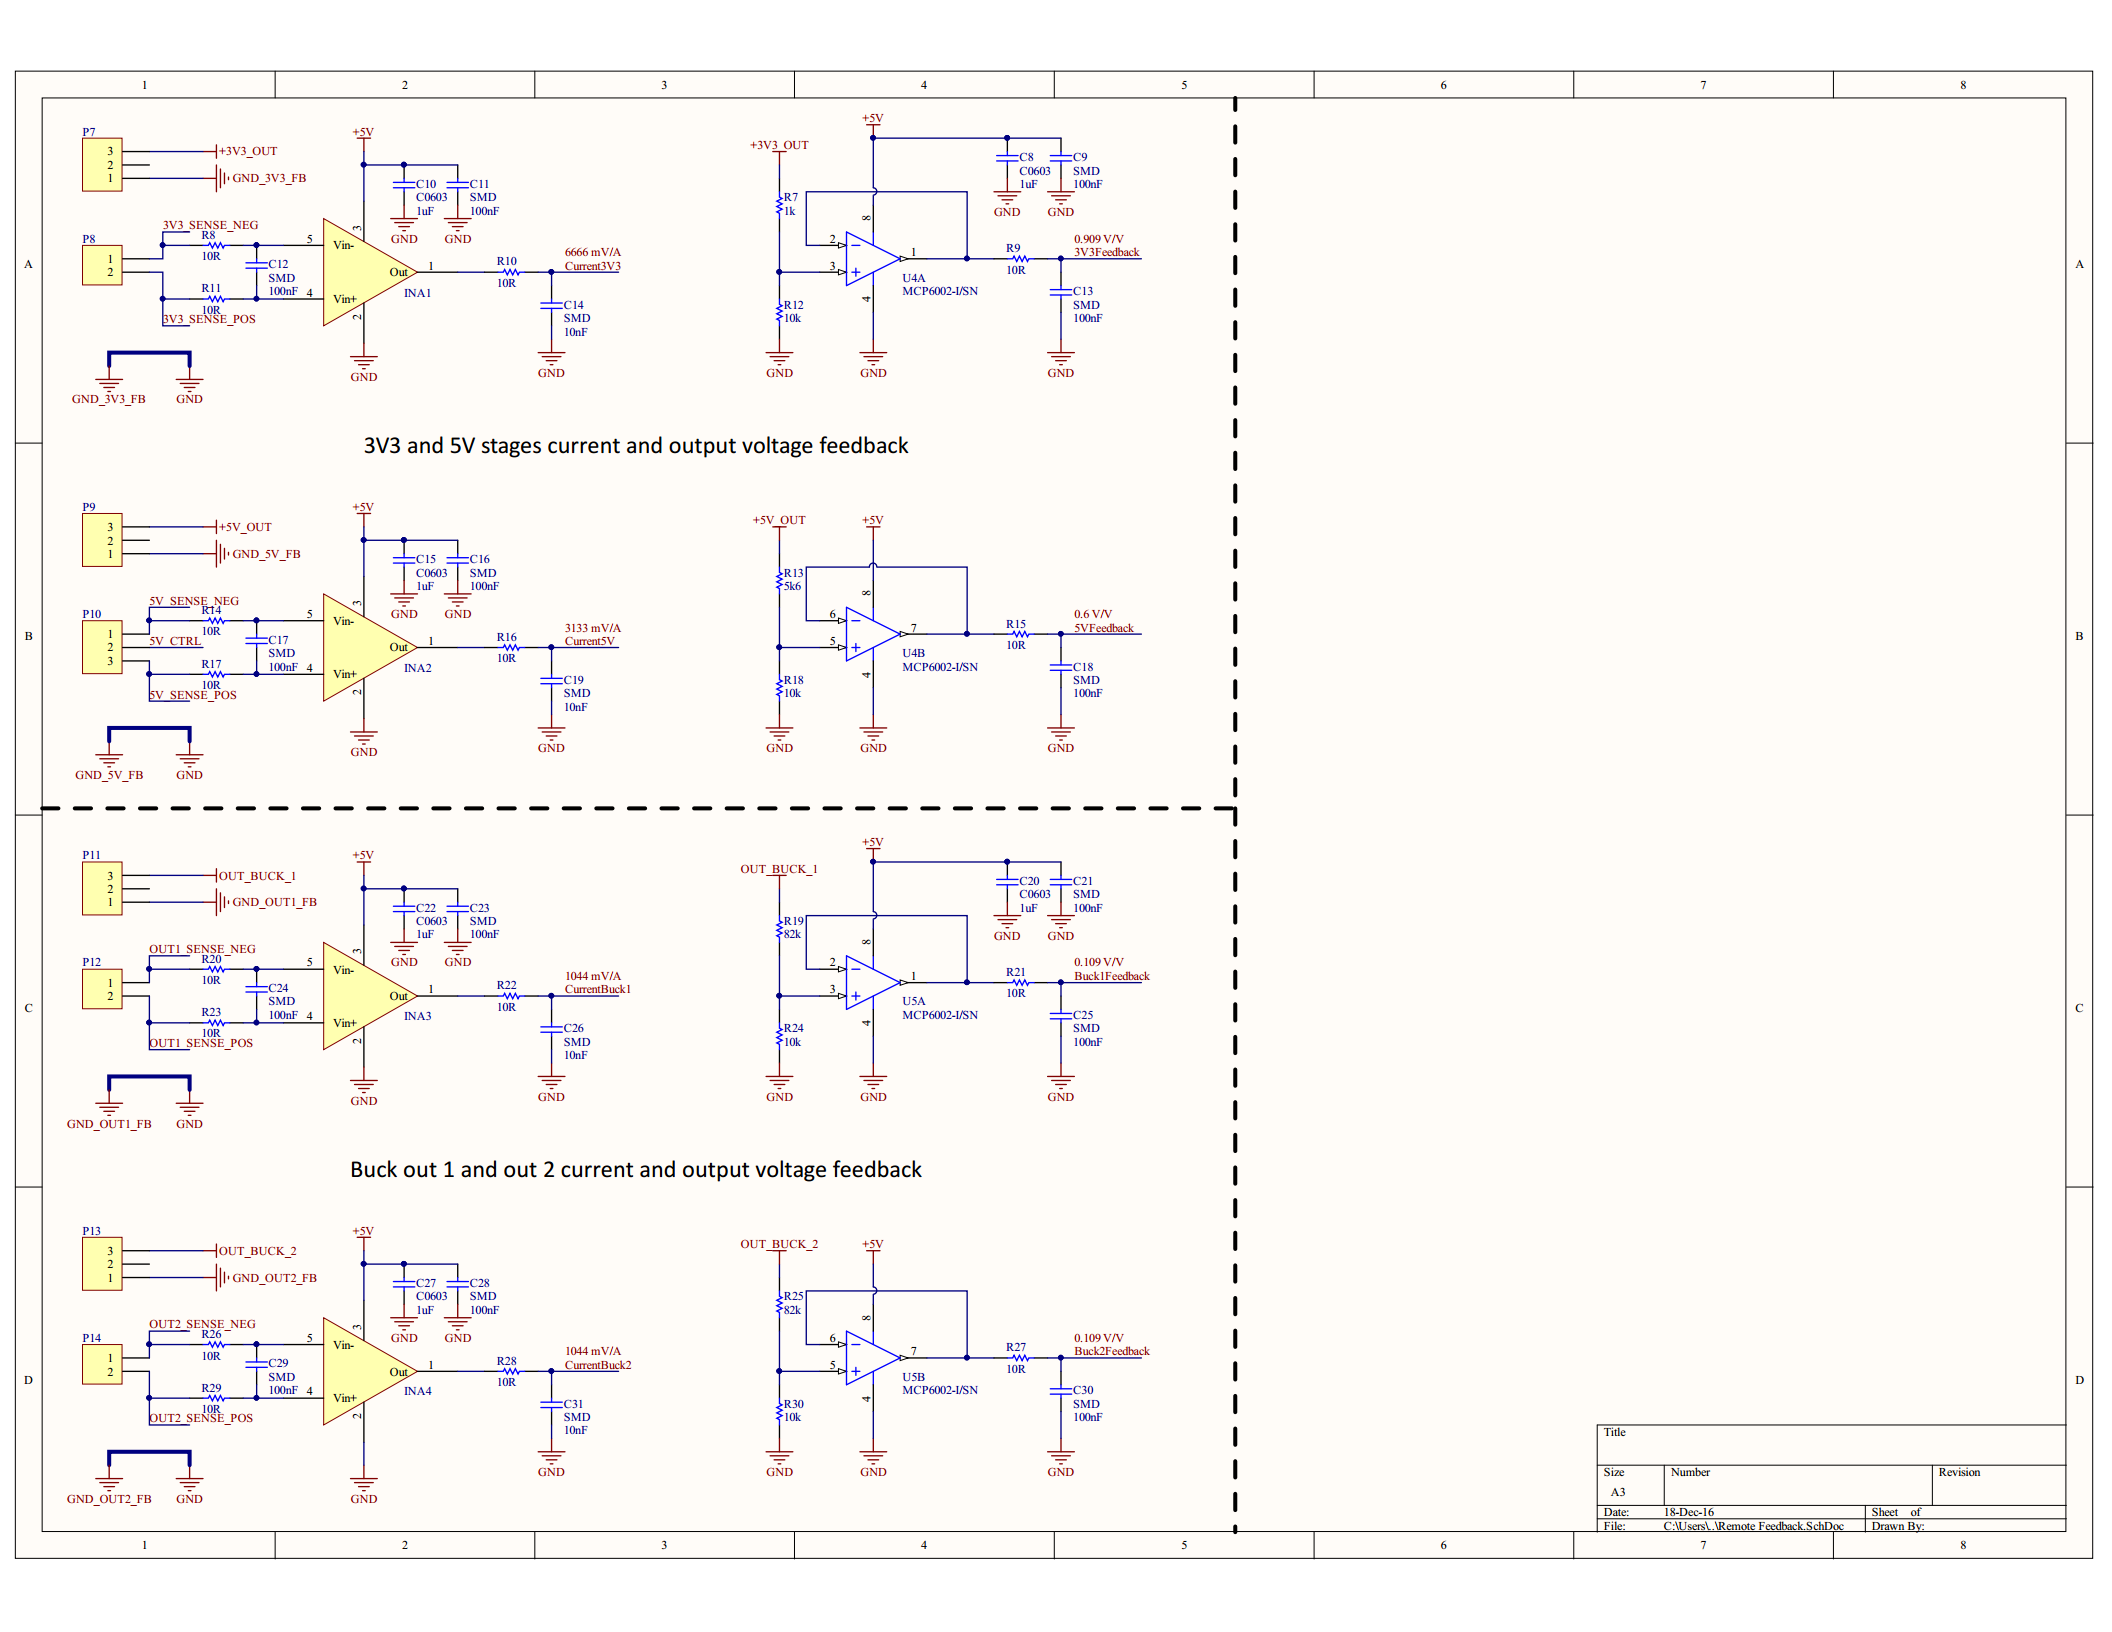 1 2 3 4 5 6 7 8
A
P7
3
2
1
+3V3_OUT
GND_3V3_FB
P8
1
2
3V3_SENSE_NEG
R8
10R
C12
SMD
100nF
R11
10R
3V3_SENSE_POS
GND_3V3_FB
GND
+5V
C10
C0603
1uF
GND
C11
SMD
100nF
GND
5
Vin-
4
Vin+
3
2
Out
1
INA1
GND
R10
10R
6666 mV/A
Current3V3
C14
SMD
10nF
GND
+3V3_OUT
R7
1k
R12
10k
GND
+5V
C8
C0603
1uF
GND
C9
SMD
100nF
GND
2
3
8
4
1
U4A
MCP6002-I/SN
GND
R9
10R
0.909 V/V
3V3Feedback
C13
SMD
100nF
GND
A
3V3 and 5V stages current and output voltage feedback
B
P9
3
2
1
+5V_OUT
GND_5V_FB
P10
1
2
3
5V_SENSE_NEG
R14
10R
5V_CTRL
C17
SMD
100nF
R17
10R
5V_SENSE_POS
GND_5V_FB
GND
+5V
C15
C0603
1uF
GND
C16
SMD
100nF
GND
5
Vin-
4
Vin+
3
2
Out
1
INA2
GND
R16
10R
3133 mV/A
Current5V
C19
SMD
10nF
GND
+5V_OUT
R13
5k6
R18
10k
GND
+5V
6
5
8
4
7
U4B
MCP6002-I/SN
GND
R15
10R
0.6 V/V
5VFeedback
C18
SMD
100nF
GND
B
C
P11
3
2
1
OUT_BUCK_1
GND_OUT1_FB
P12
1
2
OUT1_SENSE_NEG
R20
10R
C24
SMD
100nF
R23
10R
OUT1_SENSE_POS
GND_OUT1_FB
GND
+5V
C22
C0603
1uF
GND
C23
SMD
100nF
GND
5
Vin-
4
Vin+
3
2
Out
1
INA3
GND
R22
10R
1044 mV/A
CurrentBuck1
C26
SMD
10nF
GND
OUT_BUCK_1
R19
82k
R24
10k
GND
+5V
C20
C0603
1uF
GND
C21
SMD
100nF
GND
2
3
8
4
1
U5A
MCP6002-I/SN
GND
R21
10R
0.109 V/V
Buck1Feedback
C25
SMD
100nF
GND
C
Buck out 1 and out 2 current and output voltage feedback
D
P13
3
2
1
OUT_BUCK_2
GND_OUT2_FB
P14
1
2
OUT2_SENSE_NEG
R26
10R
C29
SMD
100nF
R29
10R
OUT2_SENSE_POS
GND_OUT2_FB
GND
+5V
C27
C0603
1uF
GND
C28
SMD
100nF
GND
5
Vin-
4
Vin+
3
2
Out
1
INA4
GND
R28
10R
1044 mV/A
CurrentBuck2
C31
SMD
10nF
GND
OUT_BUCK_2
R25
82k
R30
10k
GND
+5V
6
5
8
4
7
U5B
MCP6002-I/SN
GND
R27
10R
0.109 V/V
Buck2Feedback
C30
SMD
100nF
GND
D
Title
Size
A3
Number
Revision
Date: 18-Dec-16
Sheet of
File: C:\Users\..\Remote Feedback.SchDoc
Drawn By:
1 2 3 4 5 6 7 8